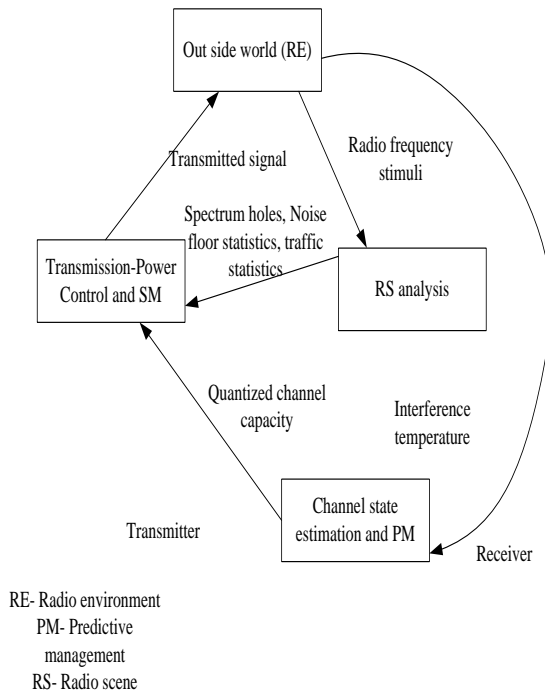 Out side world (RE)
Transmitted signal
Radio frequency
stimuli
Spectrum holes, Noise
floor statistics, traffic
statistics
Transmission-Power
Control and SM
RS analysis
Quantized channel
capacity
Interference
temperature
Channel state
estimation and PM
Transmitter
Receiver
RE- Radio environment
PM- Predictive
management
RS- Radio scene